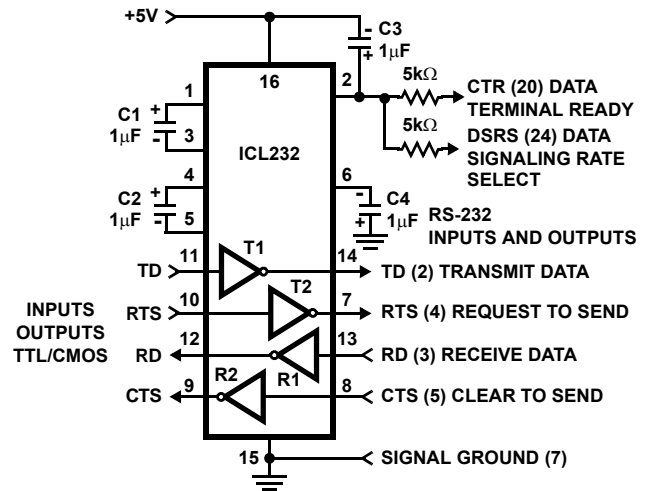 +5V
C3
1μF
-
+
16
2
5kΩ
CTR (20) DATA
TERMINAL READY
5kΩ
DSRS (24) DATA
SIGNALING RATE
SELECT
1
C1
1μF
+
-
3
ICL232
4
C2
1μF
+
-
5
6
-
+
C4
1μF
RS-232
INPUTS AND OUTPUTS
TD
11
T1
14
TD (2) TRANSMIT DATA
INPUTS
OUTPUTS
TTL/CMOS
RTS
10
T2
7
RTS (4) REQUEST TO SEND
RD
12
R1
13
RD (3) RECEIVE DATA
CTS
9
R2
8
CTS (5) CLEAR TO SEND
15
SIGNAL GROUND (7)